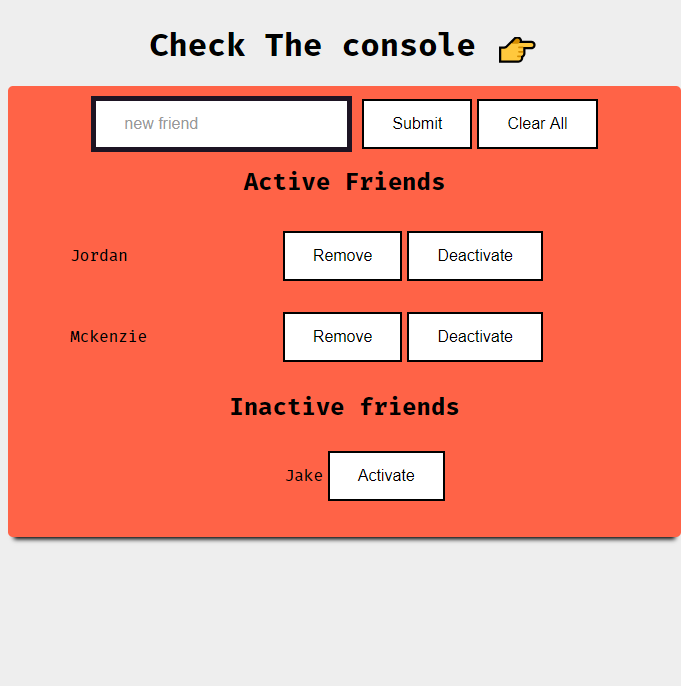 Check The console 👉
new friend Submit Clear All
Active Friends
Jordan Remove Deactivate
Mckenzie Remove Deactivate
Inactive friends
Jake Activate